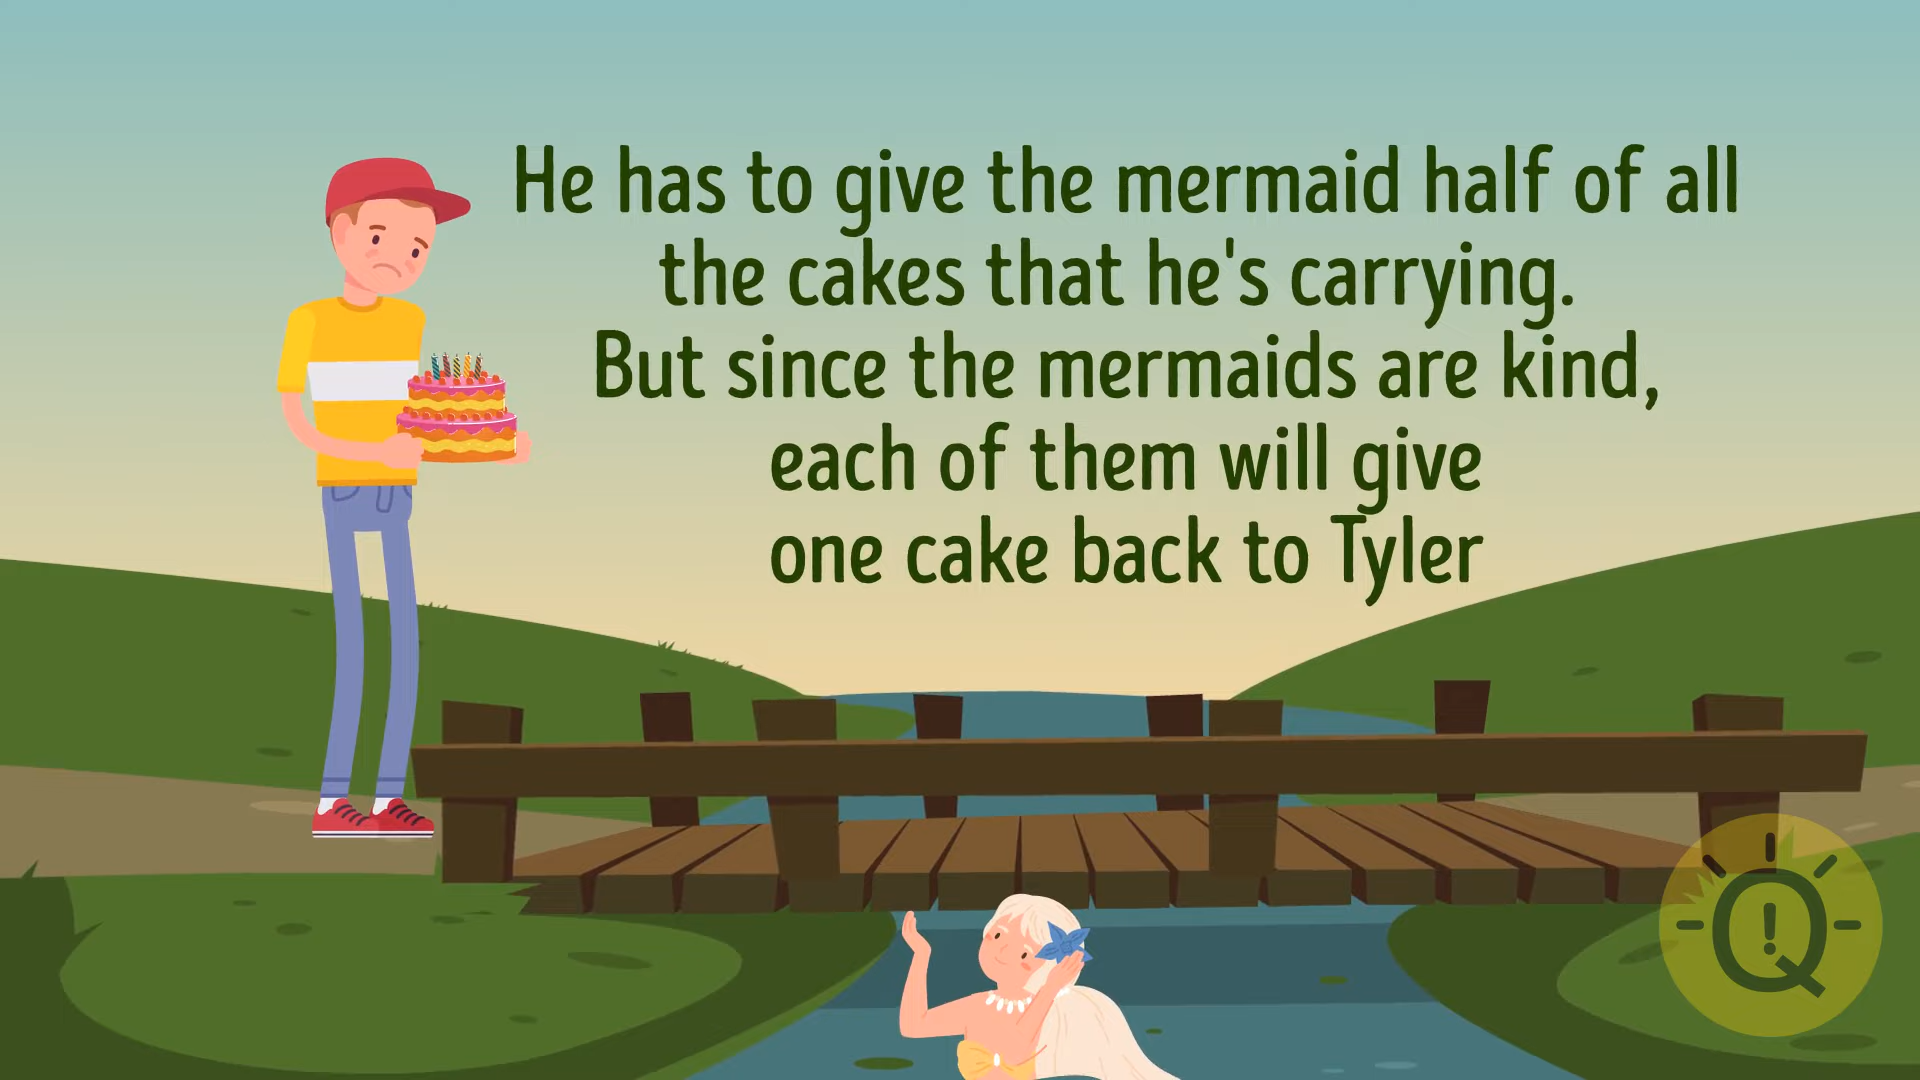 He has to give the mermaid half of all
the cakes that he's carrying.
But since the mermaids are kind,
each of them will give
one cake back to Tyler
Q!